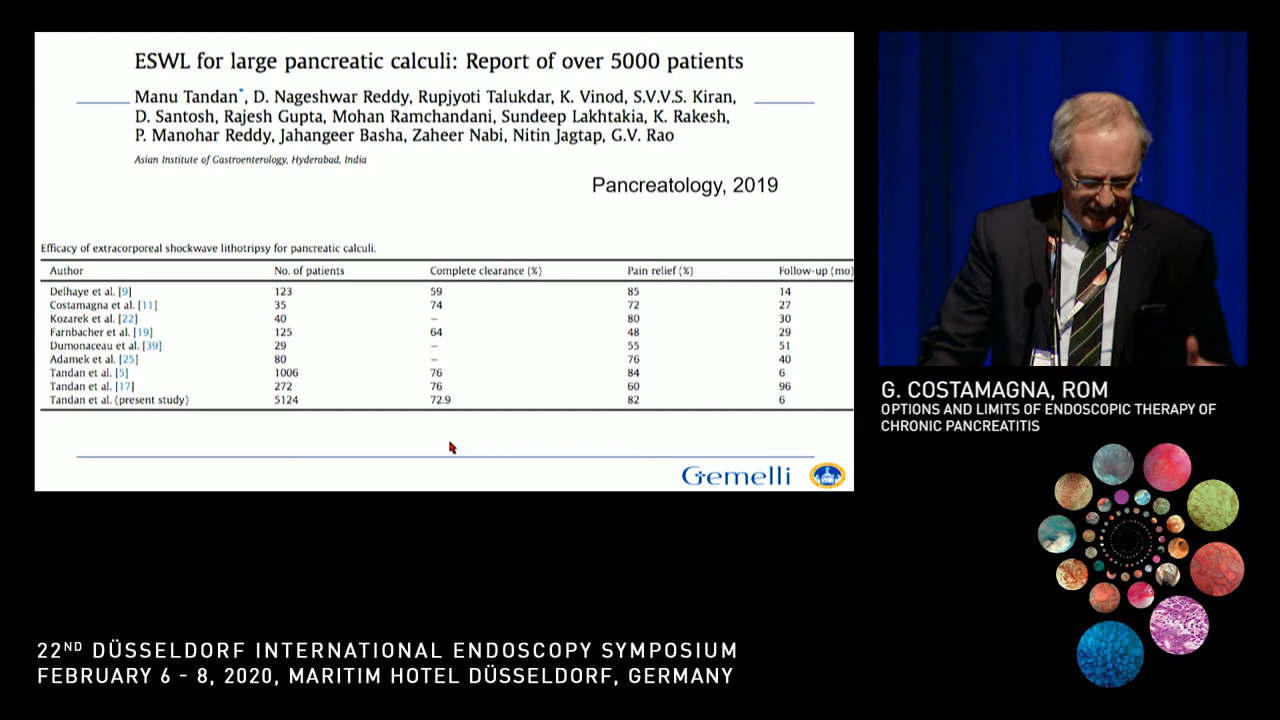 ESWL for large pancreatic calculi: Report of over 5000 patients
Manu Tandan*, D. Nageshwar Reddy, Rupjyoti Talukdar, K. Vinod, S.V.V.S. Kiran,
D. Santosh, Rajesh Gupta, Mohan Ramchandani, Sundeep Lakhtakia, K. Rakesh,
P. Manohar Reddy, Jahangeer Basha, Zaheer Nabi, Nitin Jagtap, G.V. Rao
Asian Institute of Gastroenterology, Hyderabad, India
Pancreatology, 2019
Efficacy of extracorporeal shockwave lithotripsy for pancreatic calculi.
Author No. of patients Complete clearance (%) Pain relief (%) Follow-up (mo)
Delhaye et al. [9] 123 59 85 14
Costamagna et al. [11] 35 74 72 27
Kozarek et al. [22] 40 – 80 30
Farnbacher et al. [19] 125 64 48 29
Dumonaceau et al. [39] 29 – 55 51
Adamek et al. [25] 80 – 76 40
Tandan et al. [5] 1006 76 84 6
Tandan et al. [17] 272 76 60 96
Tandan et al. (present study) 5124 72.9 82 6
Gemelli
G. COSTAMAGNA, ROM
OPTIONS AND LIMITS OF ENDOSCOPIC THERAPY OF
CHRONIC PANCREATITIS
22ND DÜSSELDORF INTERNATIONAL ENDOSCOPY SYMPOSIUM
FEBRUARY 6 - 8, 2020, MARITIM HOTEL DÜSSELDORF, GERMANY